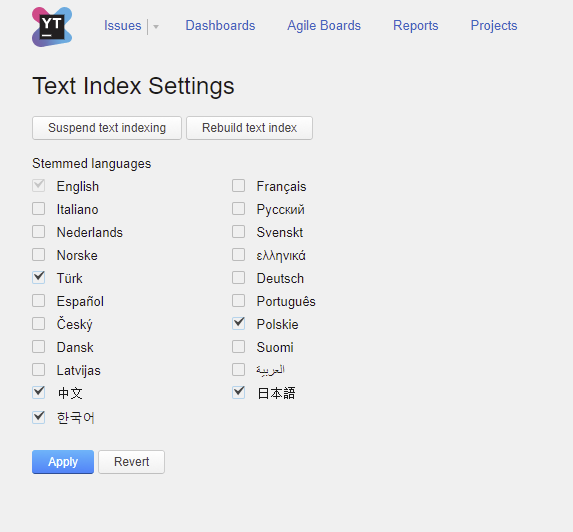 YT Issues Dashboards Agile Boards Reports Projects
Text Index Settings
Suspend text indexing Rebuild text index
Stemmed languages
English Français
Italiano Русский
Nederlands Svenskt
Norske ελληνικά
Türk Deutsch
Español Português
Český Polskie
Dansk Suomi
Latvijas العربية
中文 日本語
한국어
Apply Revert